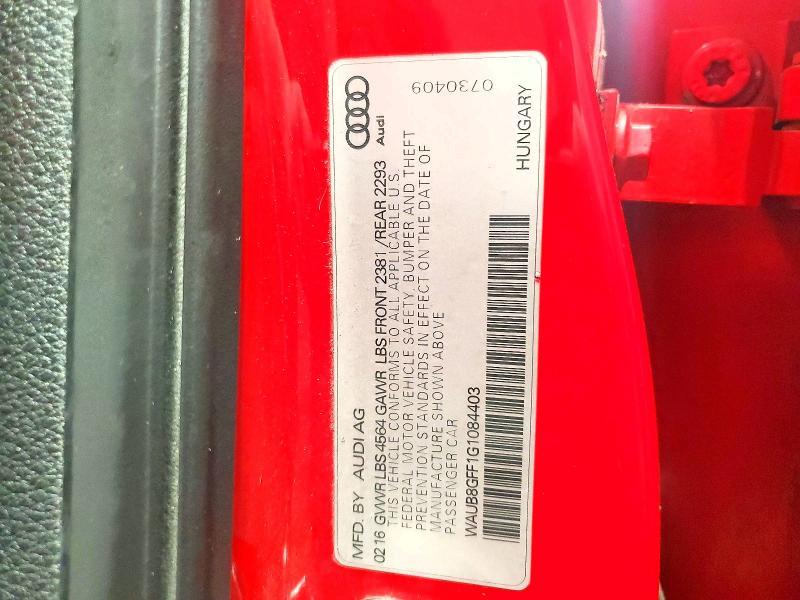 Audi
MFD. BY AUDI AG
0216 GVWR LBS 4564 GAWR LBS FRONT 2381/REAR 2293
THIS VEHICLE CONFORMS TO ALL APPLICABLE U.S.
FEDERAL MOTOR VEHICLE SAFETY, BUMPER AND THEFT
PREVENTION STANDARDS IN EFFECT ON THE DATE OF
MANUFACTURE SHOWN ABOVE
PASSENGER CAR
WAUB8GFF1G1084403
HUNGARY
0730409